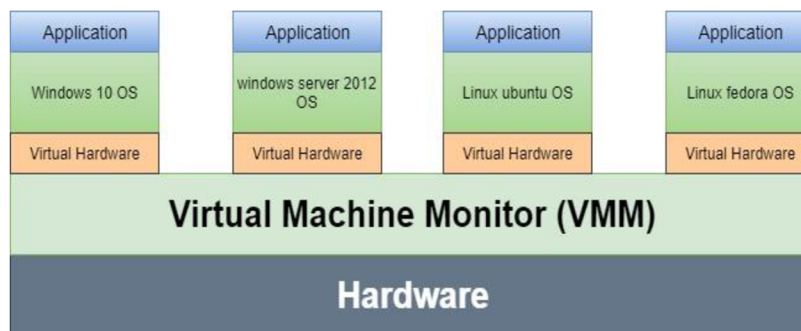 Application
Application
Application
Application
Windows 10 OS
windows server 2012
OS
Linux ubuntu OS
Linux fedora OS
Virtual Hardware
Virtual Hardware
Virtual Hardware
Virtual Hardware
Virtual Machine Monitor (VMM)
Hardware